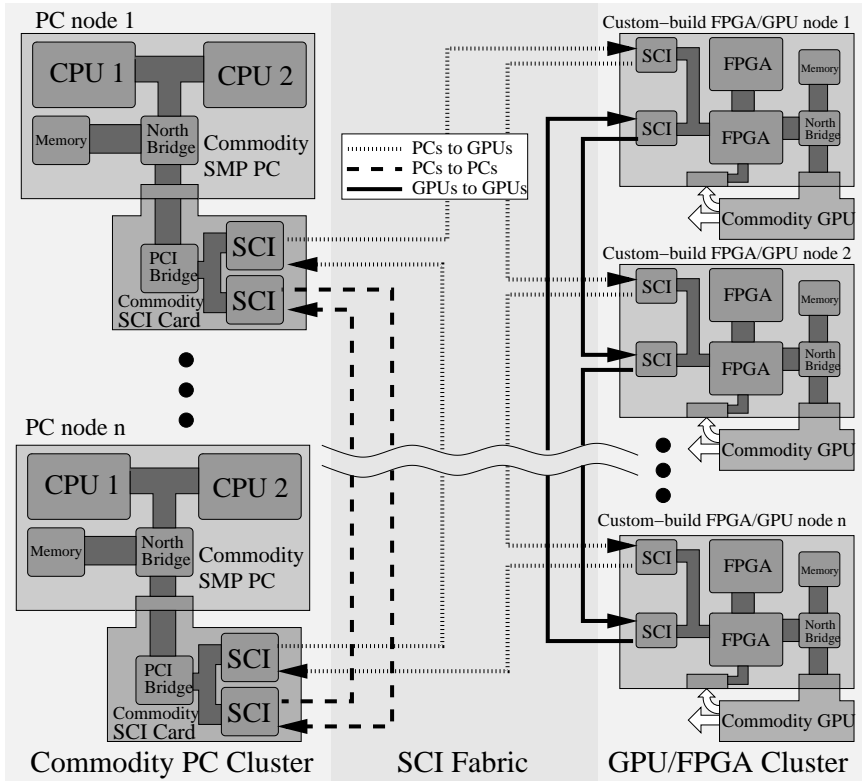 PC node 1
CPU 1
CPU 2
Memory
North
Bridge
Commodity
SMP PC
PCI
Bridge
SCI
SCI
Commodity
SCI Card
PC node n
CPU 1
CPU 2
Memory
North
Bridge
Commodity
SMP PC
PCI
Bridge
SCI
SCI
Commodity
SCI Card
Commodity PC Cluster
PCs to GPUs
PCs to PCs
GPUs to GPUs
SCI Fabric
Custom−build FPGA/GPU node 1
SCI
FPGA
Memory
SCI
FPGA
North
Bridge
Commodity GPU
Custom−build FPGA/GPU node 2
SCI
FPGA
Memory
SCI
FPGA
North
Bridge
Commodity GPU
Custom−build FPGA/GPU node n
SCI
FPGA
Memory
SCI
FPGA
North
Bridge
Commodity GPU
GPU/FPGA Cluster